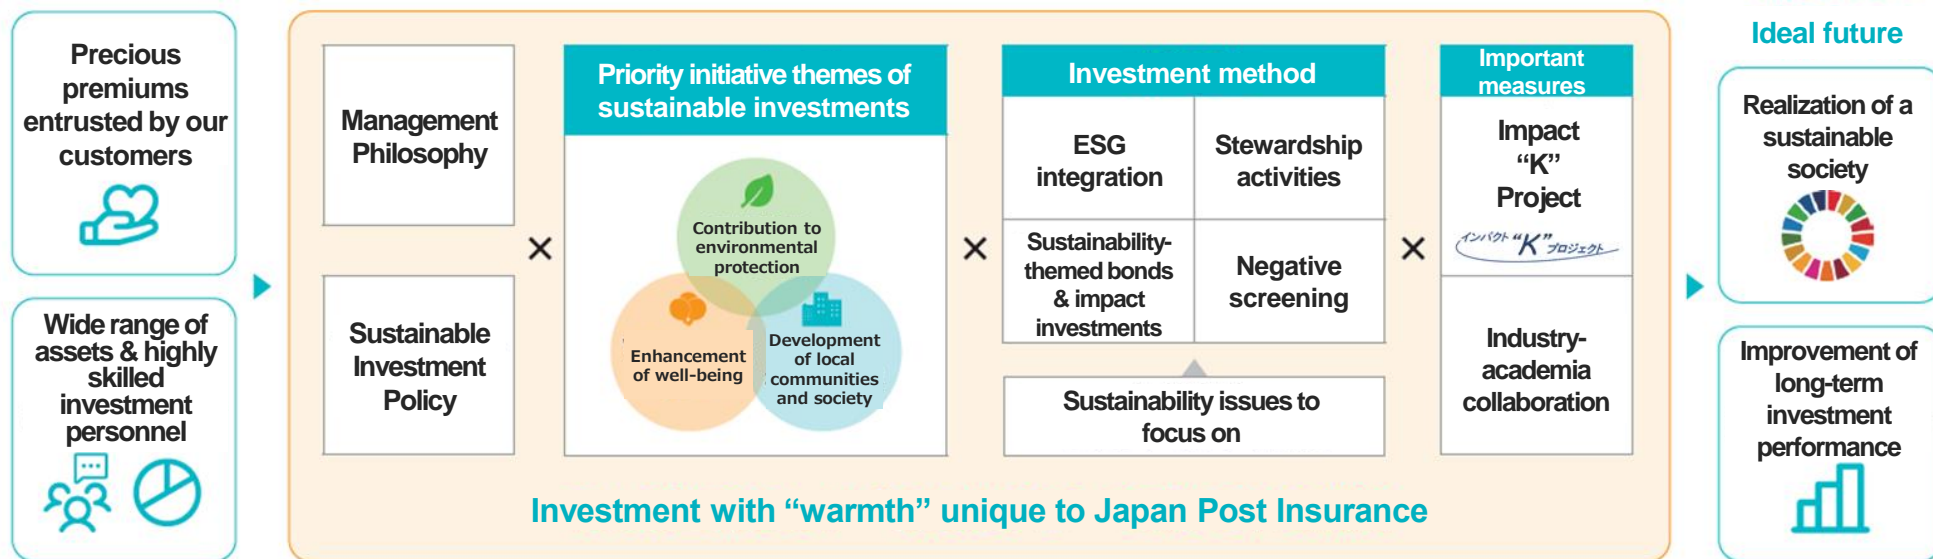 Precious
premiums
entrusted by our
customers
Wide range of
assets & highly
skilled
investment
personnel
Management
Philosophy
Sustainable
Investment
Policy
×
Priority initiative themes of
sustainable investments
Contribution to
environmental
protection
Enhancement
of well-being
Development
of local
communities
and society
×
Investment method
ESG
integration
Stewardship
activities
Sustainability-
themed bonds
& impact
investments
Negative
screening
Sustainability issues to
focus on
×
Important
measures
Impact
“K”
Project
インパクト“K”プロジェクト
Industry-
academia
collaboration
Investment with “warmth” unique to Japan Post Insurance
Ideal future
Realization of a
sustainable
society
Improvement of
long-term
investment
performance